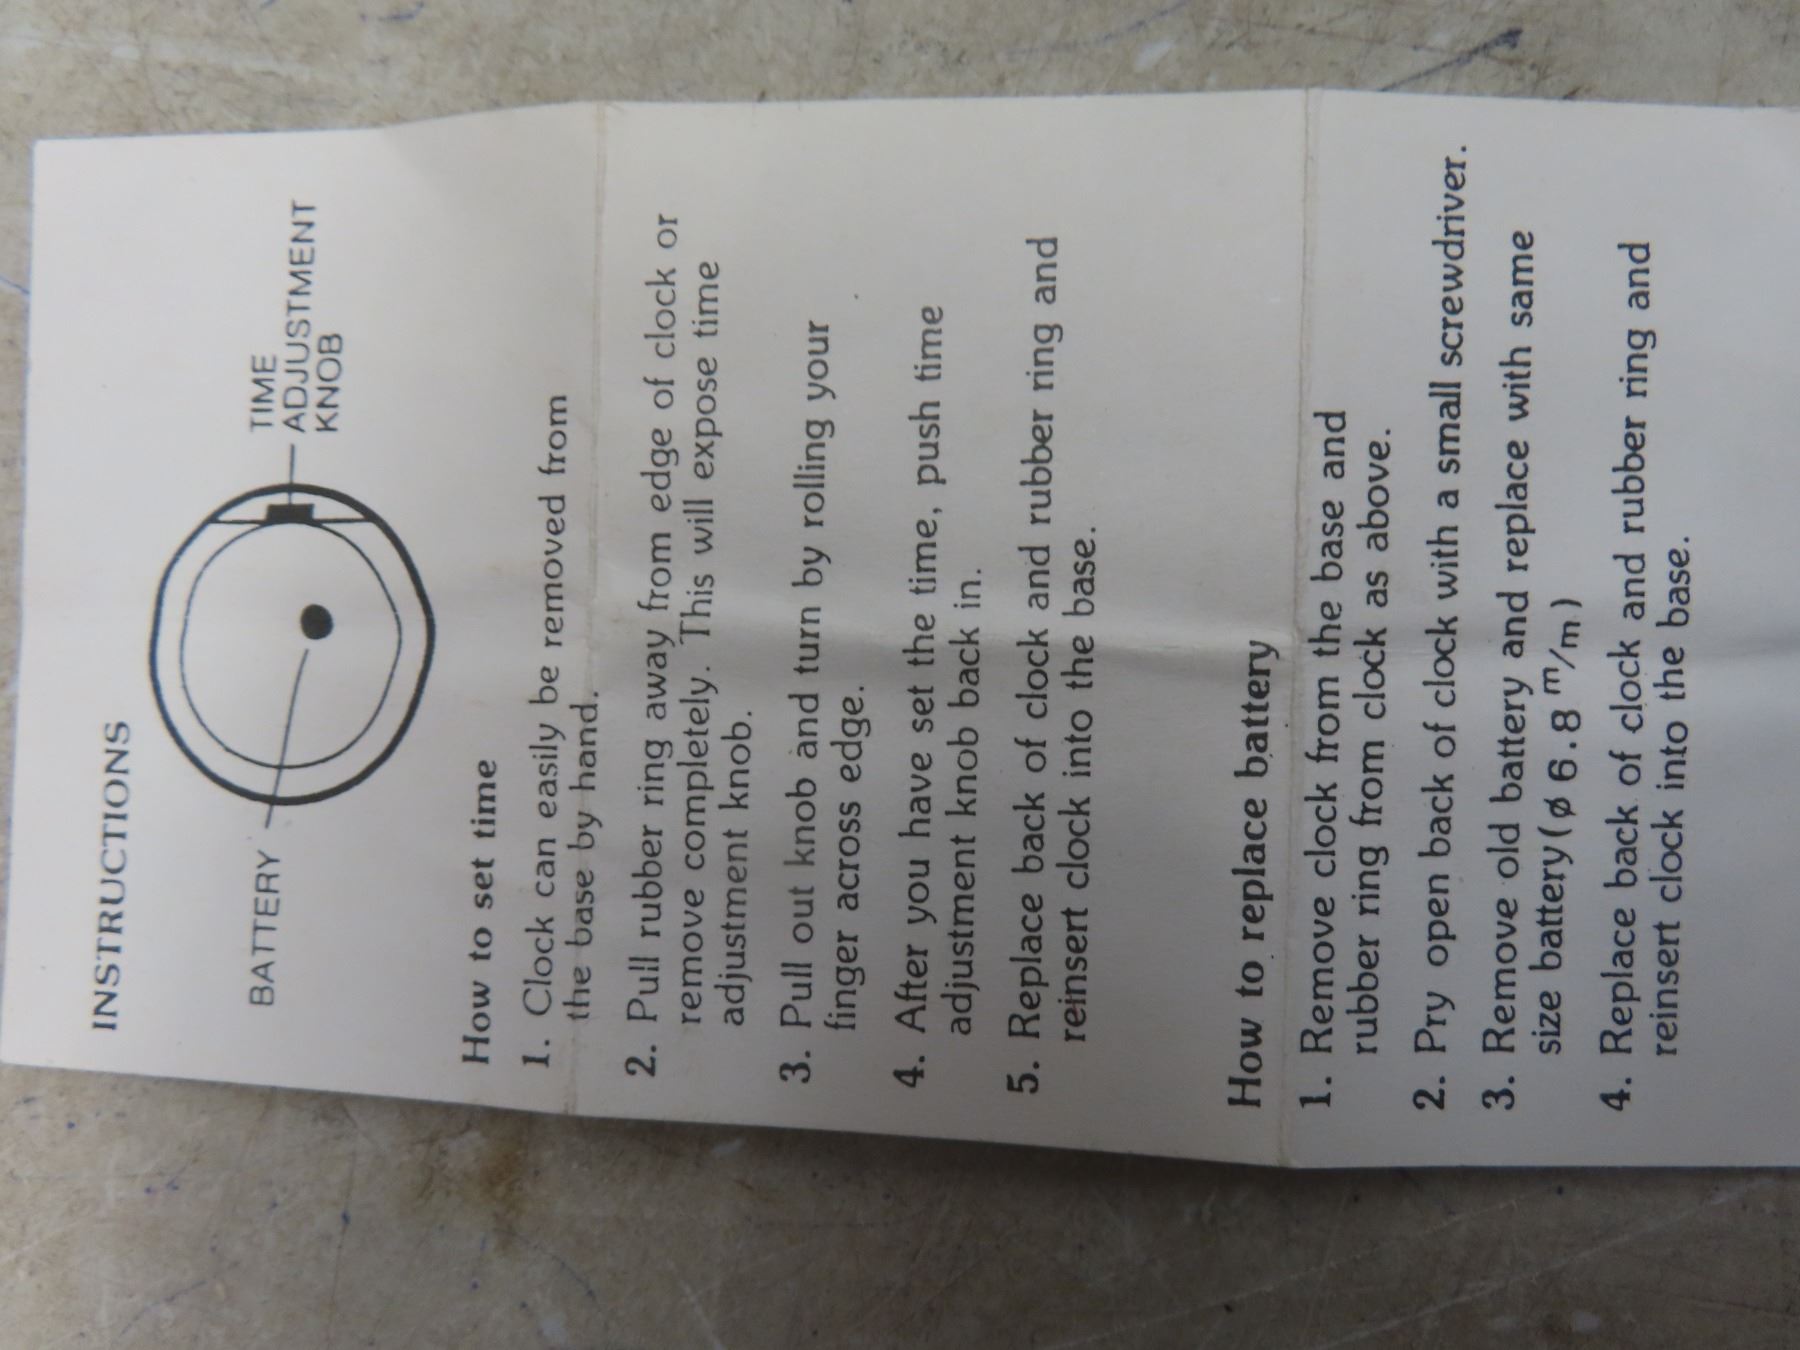 INSTRUCTIONS
BATTERY
TIME
ADJUSTMENT
KNOB
How to set time
1. Clock can easily be removed from
the base by hand.
2. Pull rubber ring away from edge of clock or
remove completely. This will expose time
adjustment knob.
3. Pull out knob and turn by rolling your
finger across edge.
4. After you have set the time, push time
adjustment knob back in.
5. Replace back of clock and rubber ring and
reinsert clock into the base.
How to replace battery
1. Remove clock from the base and
rubber ring from clock as above.
2. Pry open back of clock with a small screwdriver.
3. Remove old battery and replace with same
size battery (ø 6.8 m/m.)
4. Replace back of clock and rubber ring and
reinsert clock into the base.